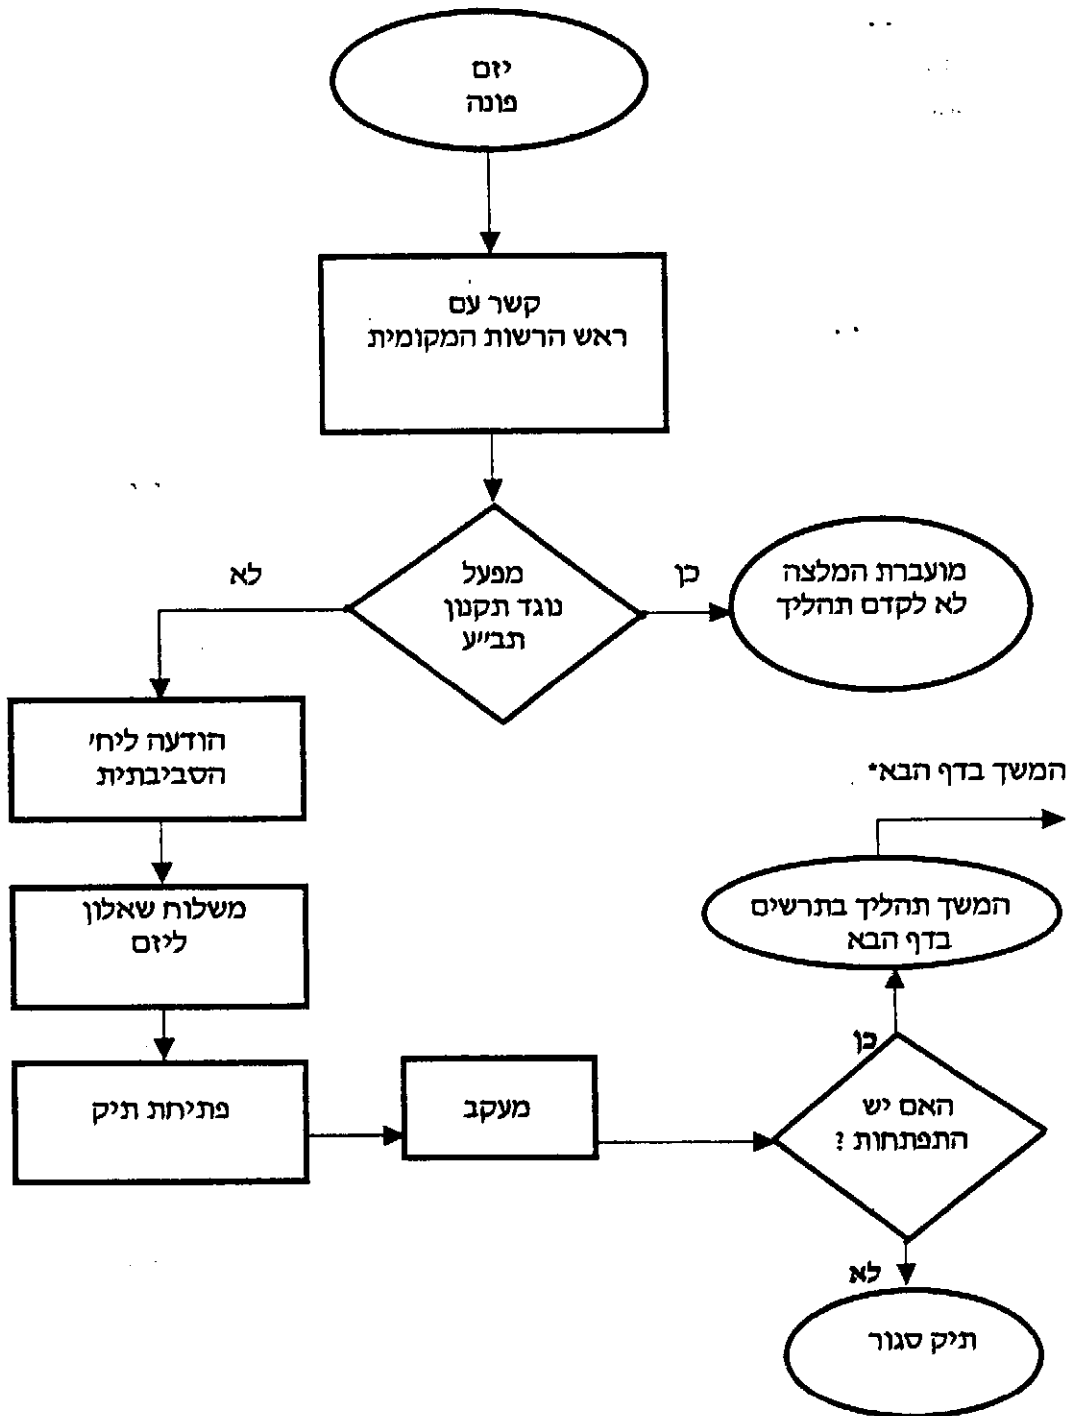 יזם
פונה
קשר עם
ראש הרשות המקומית
מפעל
נוגד תקנון
תב״ע
כן
מועברת המלצה
לא לקדם תהליך
לא
הודעה ליח׳
הסביבתית
משלוח שאלון
ליזם
פתיחת תיק
מעקב
האם יש
התפתחות ?
כן
המשך תהליך בתרשים
בדף הבא
המשך בדף הבא*
לא
תיק סגור